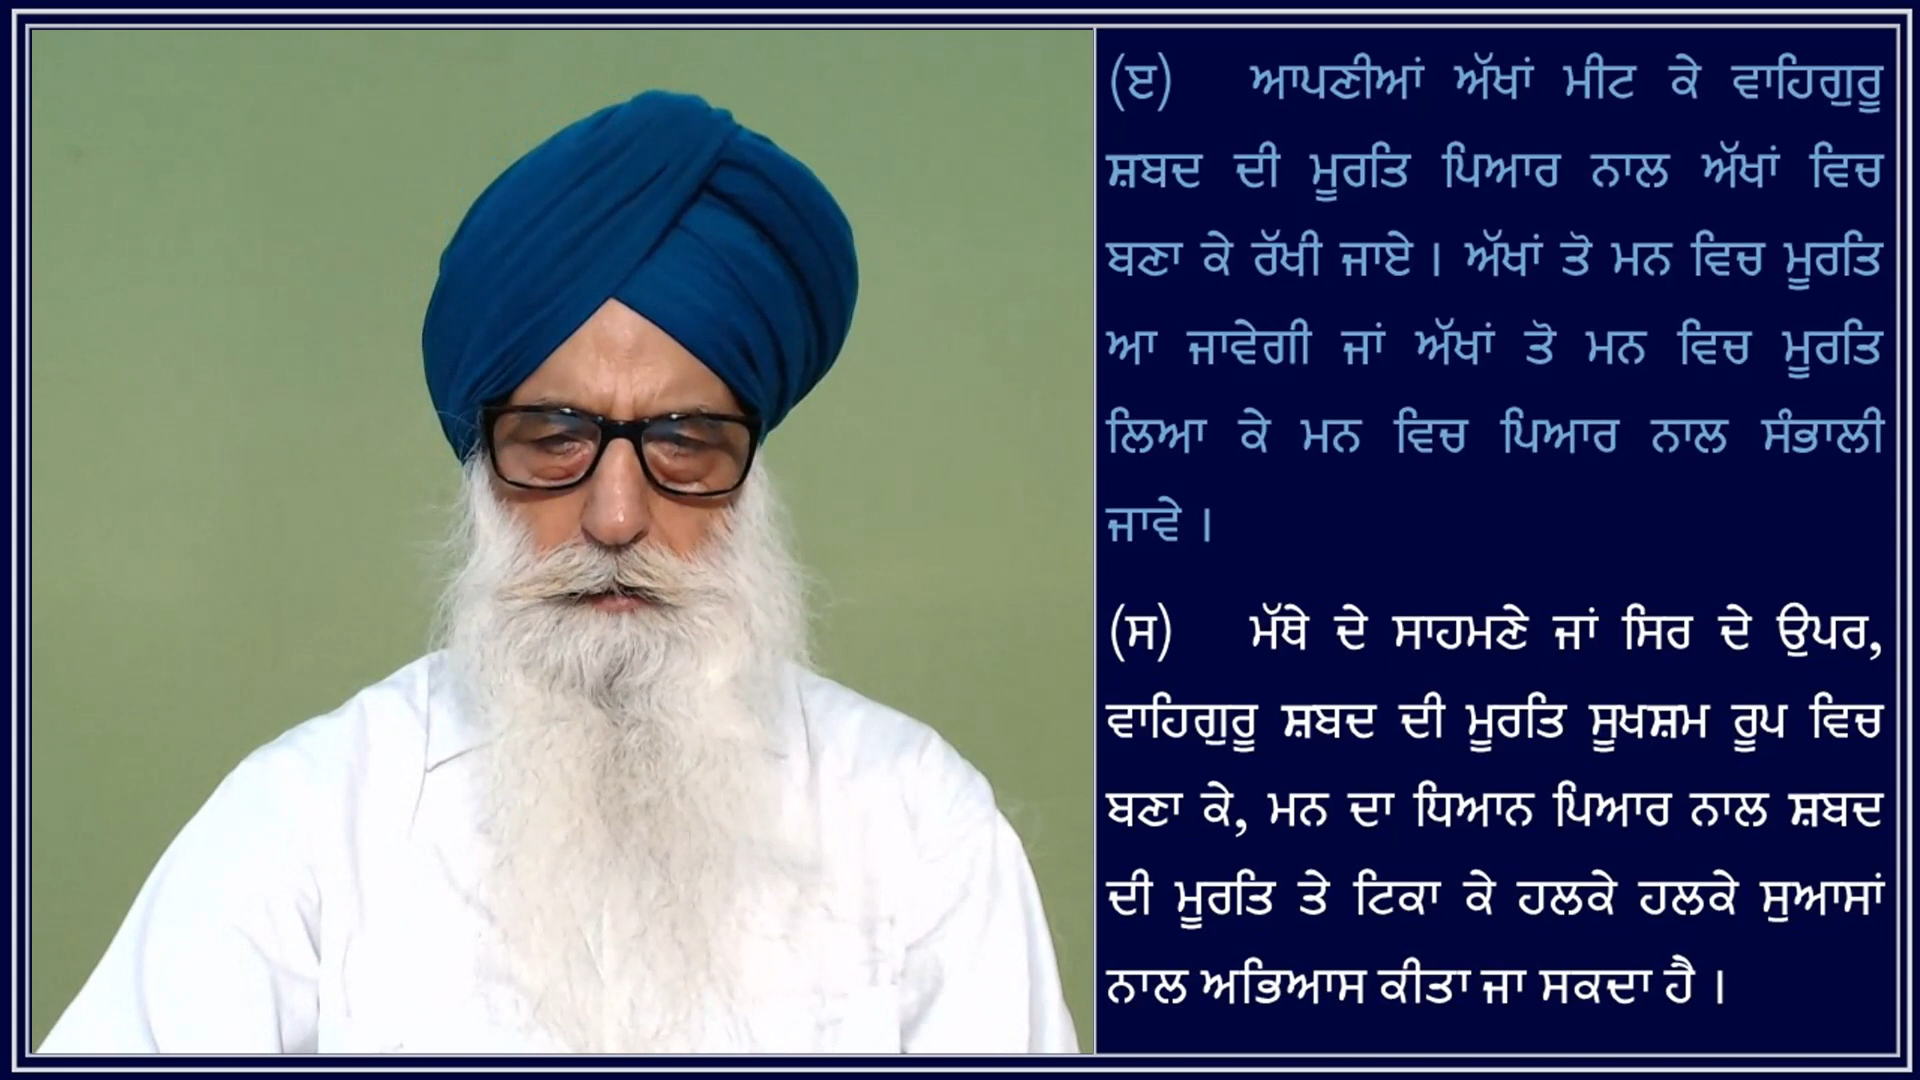 (ੲ) ਆਪਣੀਆਂ ਅੱਖਾਂ ਮੀਟ ਕੇ ਵਾਹਿਗੁਰੂ
ਸ਼ਬਦ ਦੀ ਮੂਰਤਿ ਪਿਆਰ ਨਾਲ ਅੱਖਾਂ ਵਿਚ
ਬਣਾ ਕੇ ਰੱਖੀ ਜਾਏ। ਅੱਖਾਂ ਤੋ ਮਨ ਵਿਚ ਮੂਰਤਿ
ਆ ਜਾਵੇਗੀ ਜਾਂ ਅੱਖਾਂ ਤੋ ਮਨ ਵਿਚ ਮੂਰਤਿ
ਲਿਆ ਕੇ ਮਨ ਵਿਚ ਪਿਆਰ ਨਾਲ ਸੰਭਾਲੀ
ਜਾਵੇ।
(ਸ) ਮੱਥੇ ਦੇ ਸਾਹਮਣੇ ਜਾਂ ਸਿਰ ਦੇ ਉਪਰ,
ਵਾਹਿਗੁਰੂ ਸ਼ਬਦ ਦੀ ਮੂਰਤਿ ਸੂਖਸ਼ਮ ਰੂਪ ਵਿਚ
ਬਣਾ ਕੇ, ਮਨ ਦਾ ਧਿਆਨ ਪਿਆਰ ਨਾਲ ਸ਼ਬਦ
ਦੀ ਮੂਰਤਿ ਤੇ ਟਿਕਾ ਕੇ ਹਲਕੇ ਹਲਕੇ ਸੁਆਸਾਂ
ਨਾਲ ਅਭਿਆਸ ਕੀਤਾ ਜਾ ਸਕਦਾ ਹੈ।